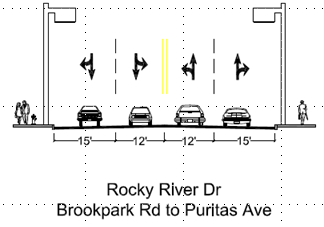 15' 12' 12' 15'
Rocky River Dr
Brookpark Rd to Puritas Ave